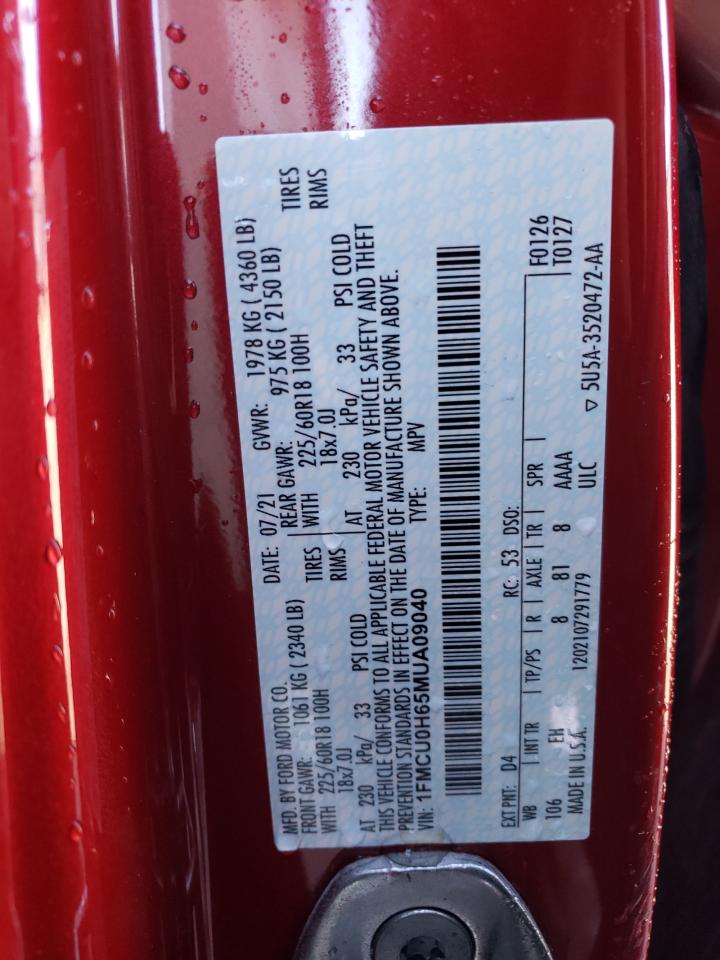 MFD. BY FORD MOTOR CO. DATE: 07/21 GVWR: 1978 KG ( 4360 LB)
FRONT GAWR: 1061 KG ( 2340 LB) REAR GAWR: 975 KG ( 2150 LB)
WITH 225/60R18 100H TIRES WITH 225/60R18 100H TIRES
18x7.0J RIMS 18x7.0J RIMS
AT 230 kPa/ 33 PSI COLD AT 230 kPa/ 33 PSI COLD
THIS VEHICLE CONFORMS TO ALL APPLICABLE FEDERAL MOTOR VEHICLE SAFETY AND THEFT
PREVENTION STANDARDS IN EFFECT ON THE DATE OF MANUFACTURE SHOWN ABOVE.
VIN: 1FMCU0H65MUA09040 TYPE: MPV
EXT PNT: D4 RC: 53 DSO: F0126
WB INT TR TP/PS R AXLE TR SPR T0127
106 EH 8 81 8 AAAA
MADE IN U.S.A. 1202107291779 ULC ▽ 5U5A-3520472-AA